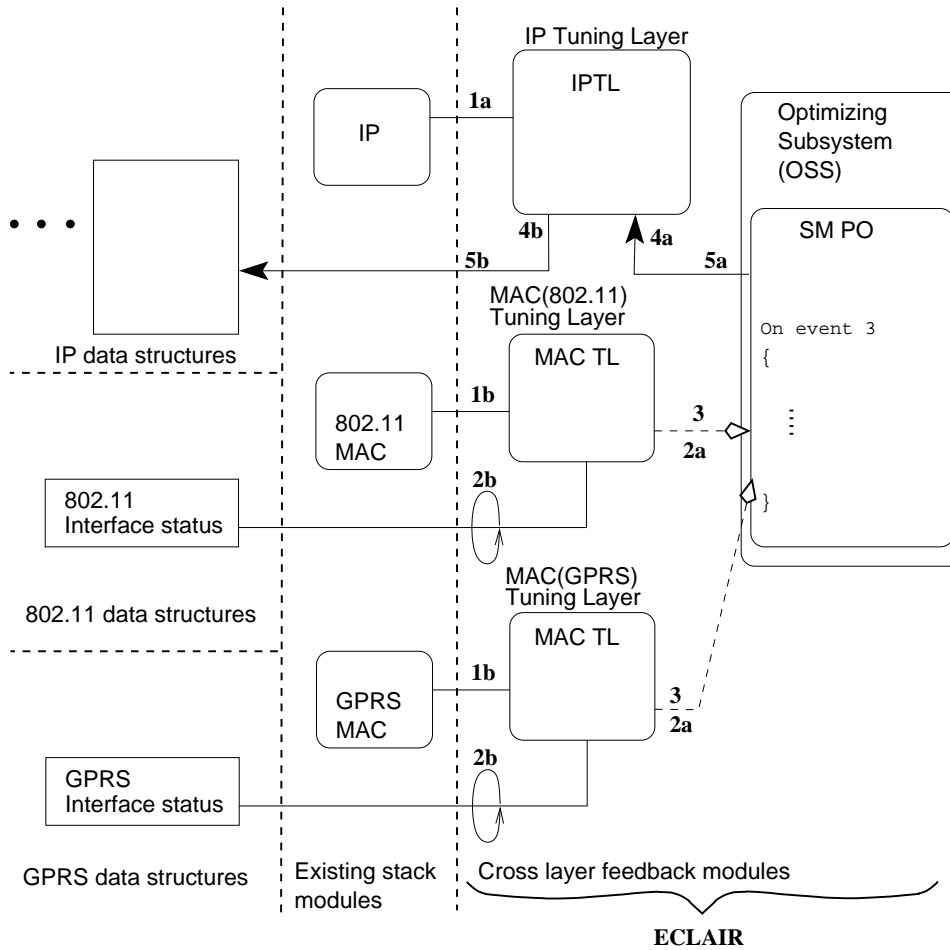 IP Tuning Layer
IPTL
1a
IP
Optimizing
Subsystem
(OSS)
SM PO
4b
4a
5b
5a
IP data structures
MAC(802.11)
Tuning Layer
MAC TL
On event 3
{
}
1b
802.11
MAC
3
2a
2b
802.11
Interface status
802.11 data structures
MAC(GPRS)
Tuning Layer
MAC TL
1b
GPRS
MAC
3
2a
2b
GPRS
Interface status
GPRS data structures
Existing stack
modules
Cross layer feedback modules
ECLAIR